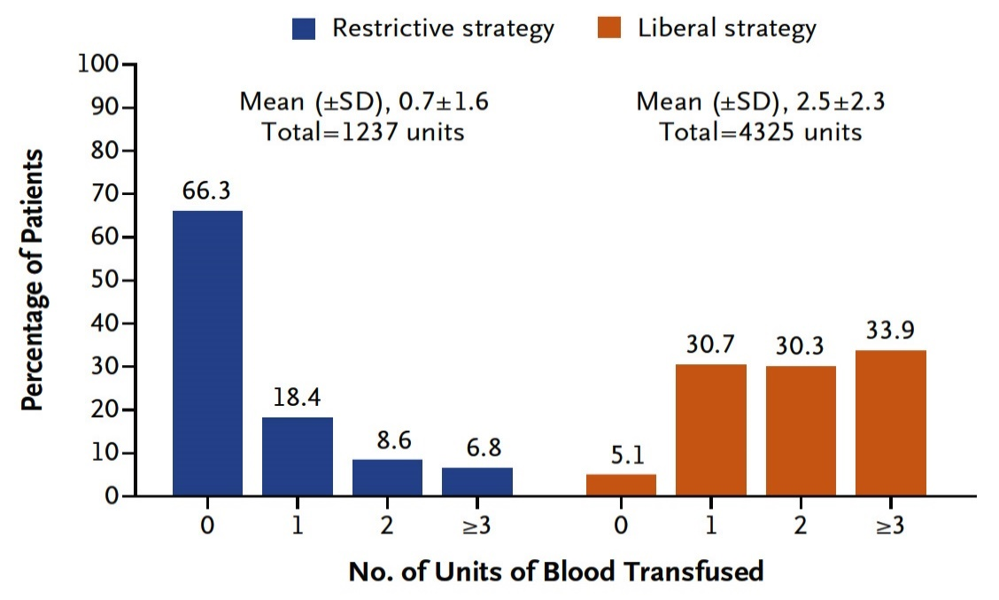 Restrictive strategy Liberal strategy
Mean (±SD), 0.7±1.6
Total=1237 units
Mean (±SD), 2.5±2.3
Total=4325 units
Percentage of Patients
100
90
80
70
60
50
40
30
20
10
0
66.3
18.4
8.6
6.8
5.1
30.7
30.3
33.9
0 1 2 ≥3 0 1 2 ≥3
No. of Units of Blood Transfused